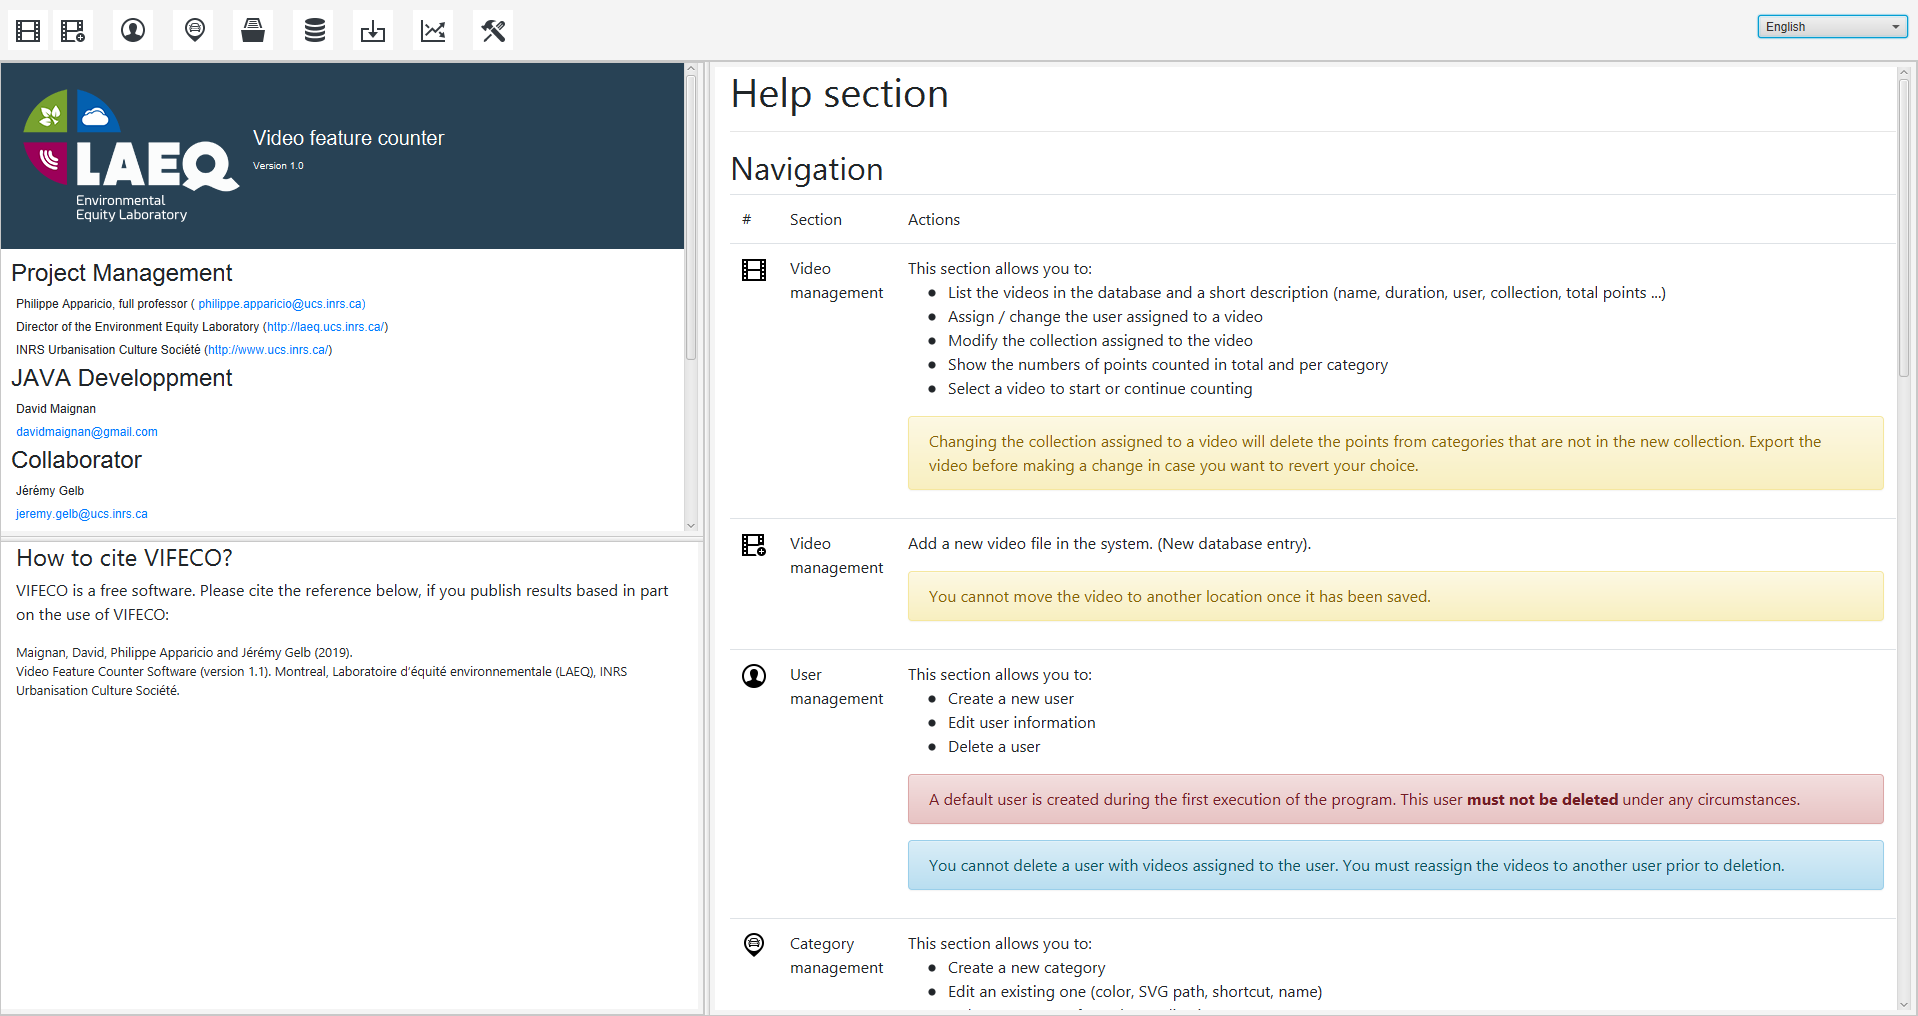 English
LAEQ
Environmental
Equity Laboratory
Video feature counter
Version 1.0
Project Management
Philippe Apparicio, full professor ( philippe.apparicio@ucs.inrs.ca)
Director of the Environment Equity Laboratory (http://laeq.ucs.inrs.ca/)
INRS Urbanisation Culture Société (http://www.ucs.inrs.ca/)
JAVA Developpment
David Maignan
davidmaignan@gmail.com
Collaborator
Jérémy Gelb
jeremy.gelb@ucs.inrs.ca
How to cite VIFECO?
VIFECO is a free software. Please cite the reference below, if you publish results based in part
on the use of VIFECO:
Maignan, David, Philippe Apparicio and Jérémy Gelb (2019).
Video Feature Counter Software (version 1.1). Montreal, Laboratoire d'équité environnementale (LAEQ), INRS
Urbanisation Culture Société.
Help section
Navigation
# Section Actions
Video
management
This section allows you to:
List the videos in the database and a short description (name, duration, user, collection, total points ...)
Assign / change the user assigned to a video
Modify the collection assigned to the video
Show the numbers of points counted in total and per category
Select a video to start or continue counting
Changing the collection assigned to a video will delete the points from categories that are not in the new collection. Export the
video before making a change in case you want to revert your choice.
Video
management
Add a new video file in the system. (New database entry).
You cannot move the video to another location once it has been saved.
User
management
This section allows you to:
Create a new user
Edit user information
Delete a user
A default user is created during the first execution of the program. This user must not be deleted under any circumstances.
You cannot delete a user with videos assigned to the user. You must reassign the videos to another user prior to deletion.
Category
management
This section allows you to:
Create a new category
Edit an existing one (color, SVG path, shortcut, name)